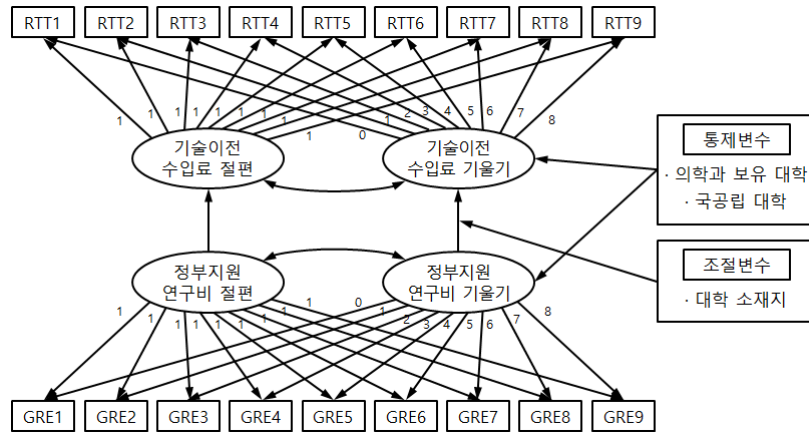 RTT1 RTT2 RTT3 RTT4 RTT5 RTT6 RTT7 RTT8 RTT9
1 1 1 1 1 1 1 1 1 0 1 2 3 4 5 6 7 8
기술이전
수입료 절편
기술이전
수입료 기울기
통제변수
· 의학과 보유 대학
· 국공립 대학
정부지원
연구비 절편
정부지원
연구비 기울기
조절변수
· 대학 소재지
1 1 1 1 1 1 1 1 1 0 1 2 3 4 5 6 7 8
GRE1 GRE2 GRE3 GRE4 GRE5 GRE6 GRE7 GRE8 GRE9